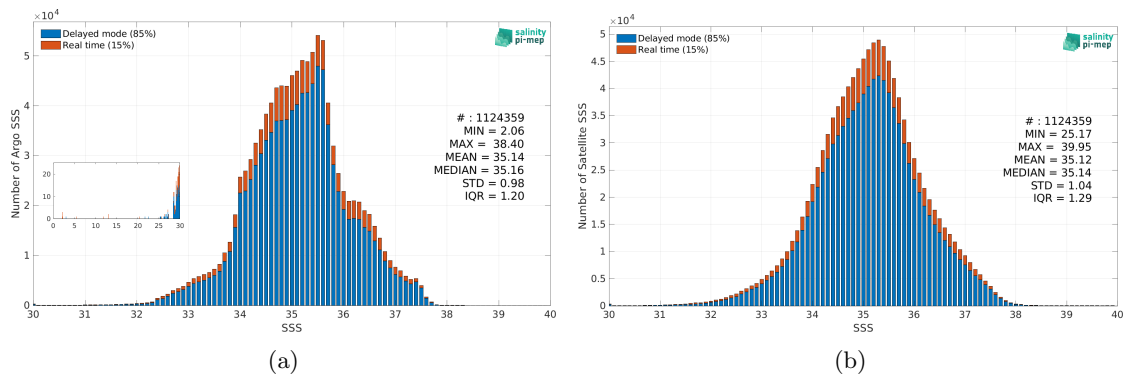 ×10⁴
Delayed mode (85%)
Real time (15%)
salinity
pi-mep
5
4
3
2
1
0
Number of Argo SSS
# : 1124359
MIN = 2.06
MAX = 38.40
MEAN = 35.14
MEDIAN = 35.16
STD = 0.98
IQR = 1.20
20
10
0
0 5 10 15 20 25 30
30 31 32 33 34 35 36 37 38 39 40
SSS
(a)
×10⁴
Delayed mode (85%)
Real time (15%)
salinity
pi-mep
5
4.5
4
3.5
3
2.5
2
1.5
1
0.5
0
Number of Satellite SSS
# : 1124359
MIN = 25.17
MAX = 39.95
MEAN = 35.12
MEDIAN = 35.14
STD = 1.04
IQR = 1.29
30 31 32 33 34 35 36 37 38 39 40
SSS
(b)